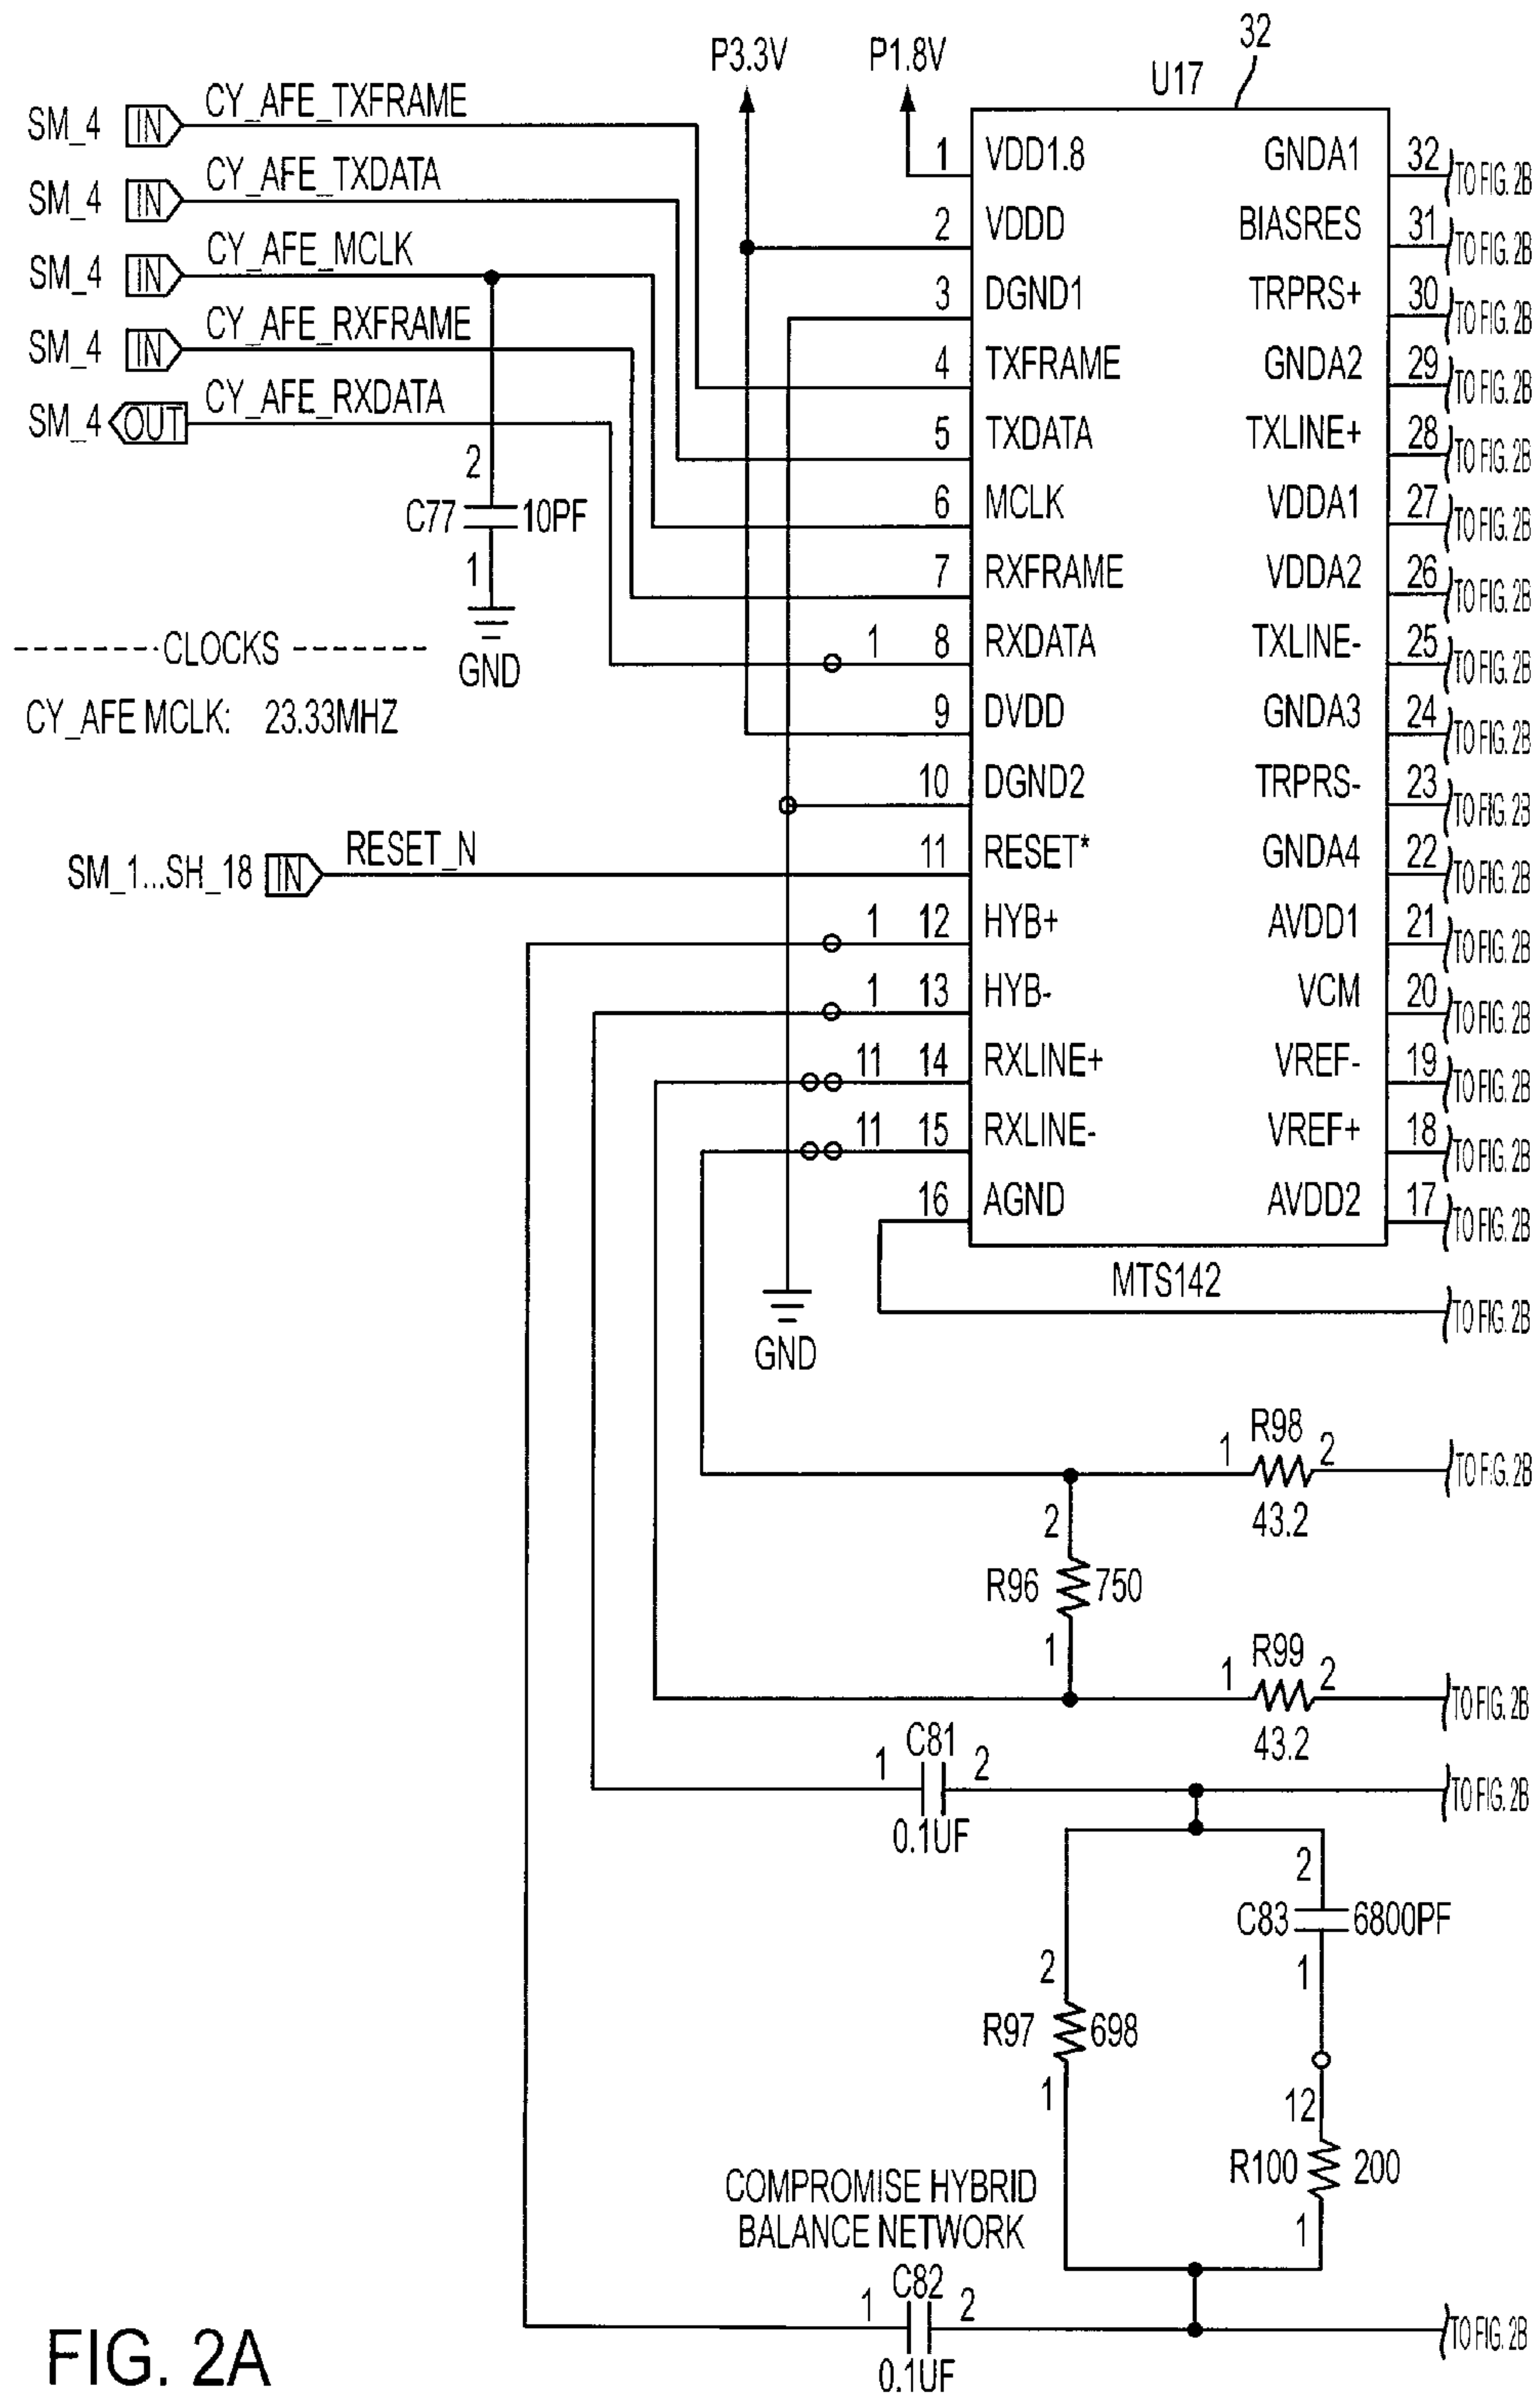 32
P3.3V P1.8V U17
SM_4 IN CY_AFE_TXFRAME
SM_4 IN CY_AFE_TXDATA
SM_4 IN CY_AFE_MCLK
SM_4 IN CY_AFE_RXFRAME
SM_4 OUT CY_AFE_RXDATA
2
C77 10PF
1
GND
-------- CLOCKS -------
CY_AFE MCLK: 23.33MHZ
SM_1...SH_18 IN RESET_N
1 VDD1.8 GNDA1 32 TO FIG. 2B
2 VDDD BIASRES 31 TO FIG. 2B
3 DGND1 TRPRS+ 30 TO FIG. 2B
4 TXFRAME GNDA2 29 TO FIG. 2B
5 TXDATA TXLINE+ 28 TO FIG. 2B
6 MCLK VDDA1 27 TO FIG. 2B
7 RXFRAME VDDA2 26 TO FIG. 2B
1 8 RXDATA TXLINE- 25 TO FIG. 2B
9 DVDD GNDA3 24 TO FIG. 2B
10 DGND2 TRPRS- 23 TO FIG. 2B
11 RESET* GNDA4 22 TO FIG. 2B
1 12 HYB+ AVDD1 21 TO FIG. 2B
1 13 HYB- VCM 20 TO FIG. 2B
11 14 RXLINE+ VREF- 19 TO FIG. 2B
11 15 RXLINE- VREF+ 18 TO FIG. 2B
16 AGND AVDD2 17 TO FIG. 2B
MTS142
TO FIG. 2B
GND
R98
1 2 TO FIG. 2B
43.2
2
R96 750
1
R99
1 2 TO FIG. 2B
43.2
C81
1 2 TO FIG. 2B
0.1UF
2
C83 6800PF
1
2
R97 698
1
12
R100 200
1
COMPROMISE HYBRID
BALANCE NETWORK
C82
1 2 TO FIG. 2B
0.1UF
FIG. 2A